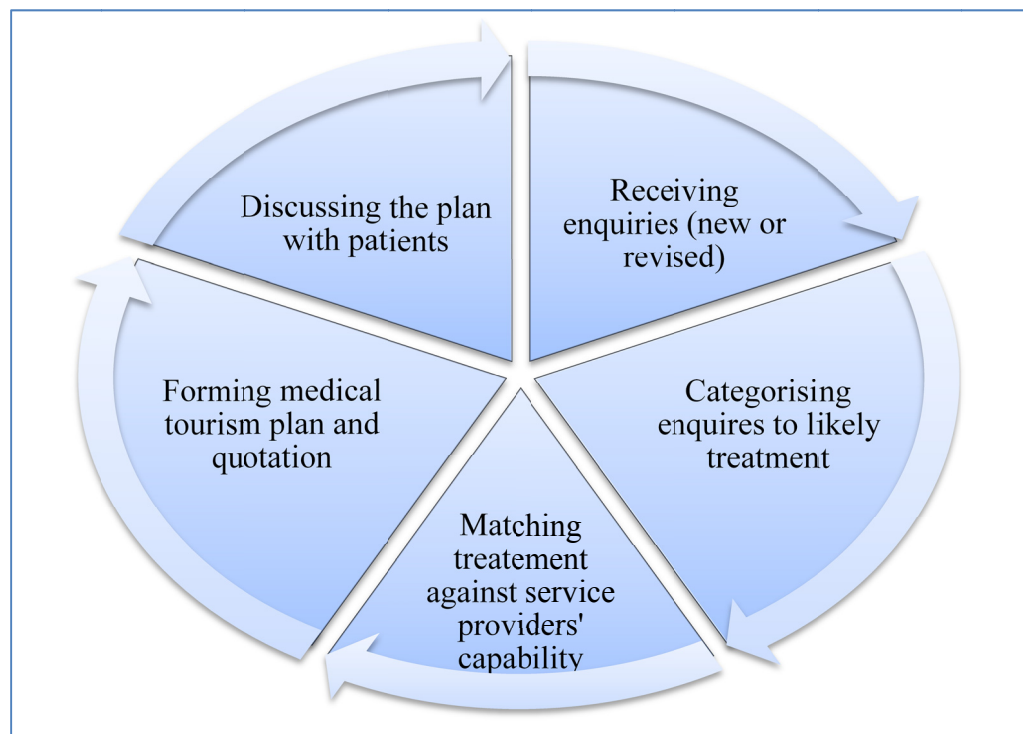 Discussing the plan
with patients
Receiving
enquiries (new or
revised)
Categorising
enquires to likely
treatment
Matching
treatement
against service
providers'
capability
Forming medical
tourism plan and
quotation